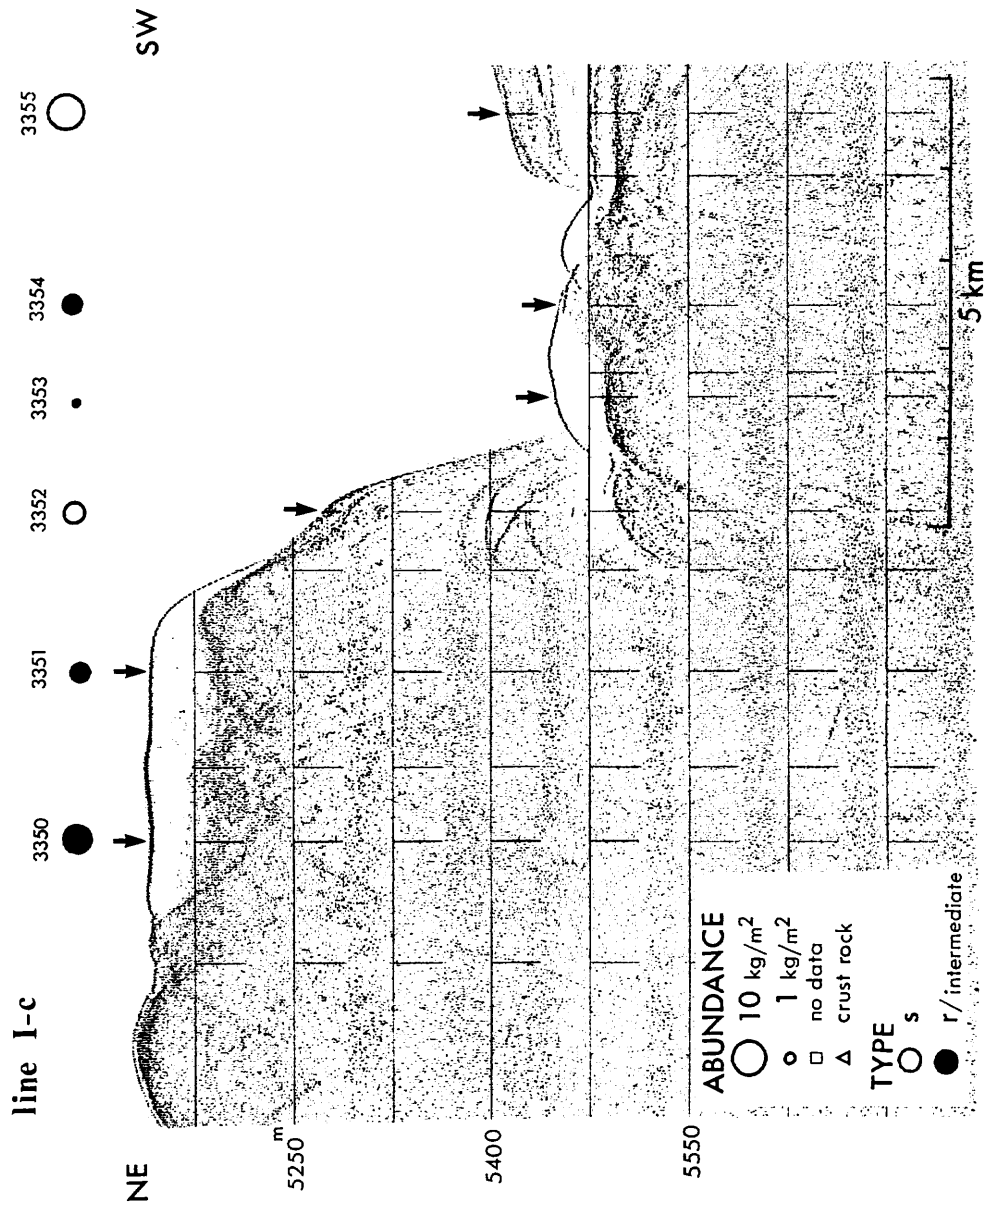 line I-c
3350
3351
3352
3353
3354
3355
NE
SW
5250 m
5400
5550
ABUNDANCE
10 kg/m²
1 kg/m²
no data
crust rock
TYPE
s
r/intermediate
5 km